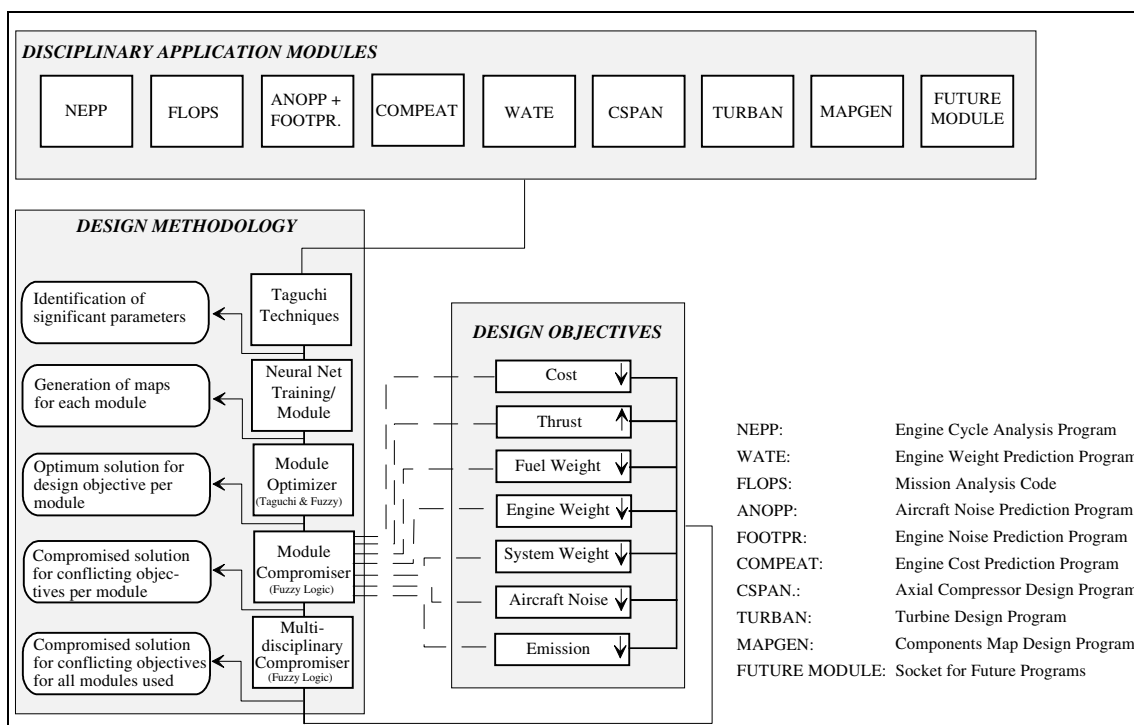 DISCIPLINARY APPLICATION MODULES
NEPP
FLOPS
ANOPP +
FOOTPR.
COMPEAT
WATE
CSPAN
TURBAN
MAPGEN
FUTURE
MODULE
DESIGN METHODOLOGY
Identification of
significant parameters
Taguchi
Techniques
Generation of maps
for each module
Neural Net
Training/
Module
Optimum solution for
design objective per
module
Module
Optimizer
(Taguchi & Fuzzy)
Compromised solution
for conflicting objec-
tives per module
Module
Compromiser
(Fuzzy Logic)
Compromised solution
for conflicting objectives
for all modules used
Multi-
disciplinary
Compromiser
(Fuzzy Logic)
DESIGN OBJECTIVES
Cost
Thrust
Fuel Weight
Engine Weight
System Weight
Aircraft Noise
Emission
NEPP: Engine Cycle Analysis Program
WATE: Engine Weight Prediction Program
FLOPS: Mission Analysis Code
ANOPP: Aircraft Noise Prediction Program
FOOTPR: Engine Noise Prediction Program
COMPEAT: Engine Cost Prediction Program
CSPAN.: Axial Compressor Design Program
TURBAN: Turbine Design Program
MAPGEN: Components Map Design Program
FUTURE MODULE: Socket for Future Programs